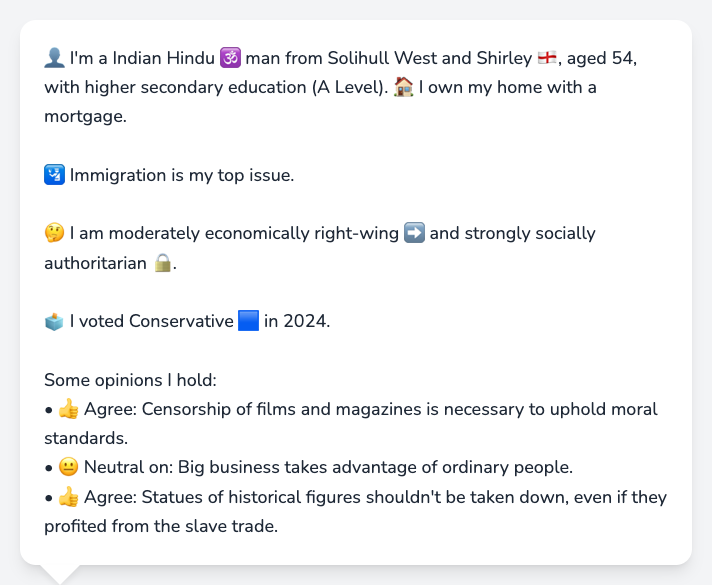 👤 I'm a Indian Hindu 🕉️ man from Solihull West and Shirley 🏴󠁧󠁢󠁥󠁮󠁧󠁿, aged 54,
with higher secondary education (A Level). 🏠 I own my home with a
mortgage.
🛂 Immigration is my top issue.
🤔 I am moderately economically right-wing ➡️ and strongly socially
authoritarian 🔒.
🗳️ I voted Conservative 🟦 in 2024.
Some opinions I hold:
• 👍 Agree: Censorship of films and magazines is necessary to uphold moral
standards.
• 😐 Neutral on: Big business takes advantage of ordinary people.
• 👍 Agree: Statues of historical figures shouldn't be taken down, even if they
profited from the slave trade.